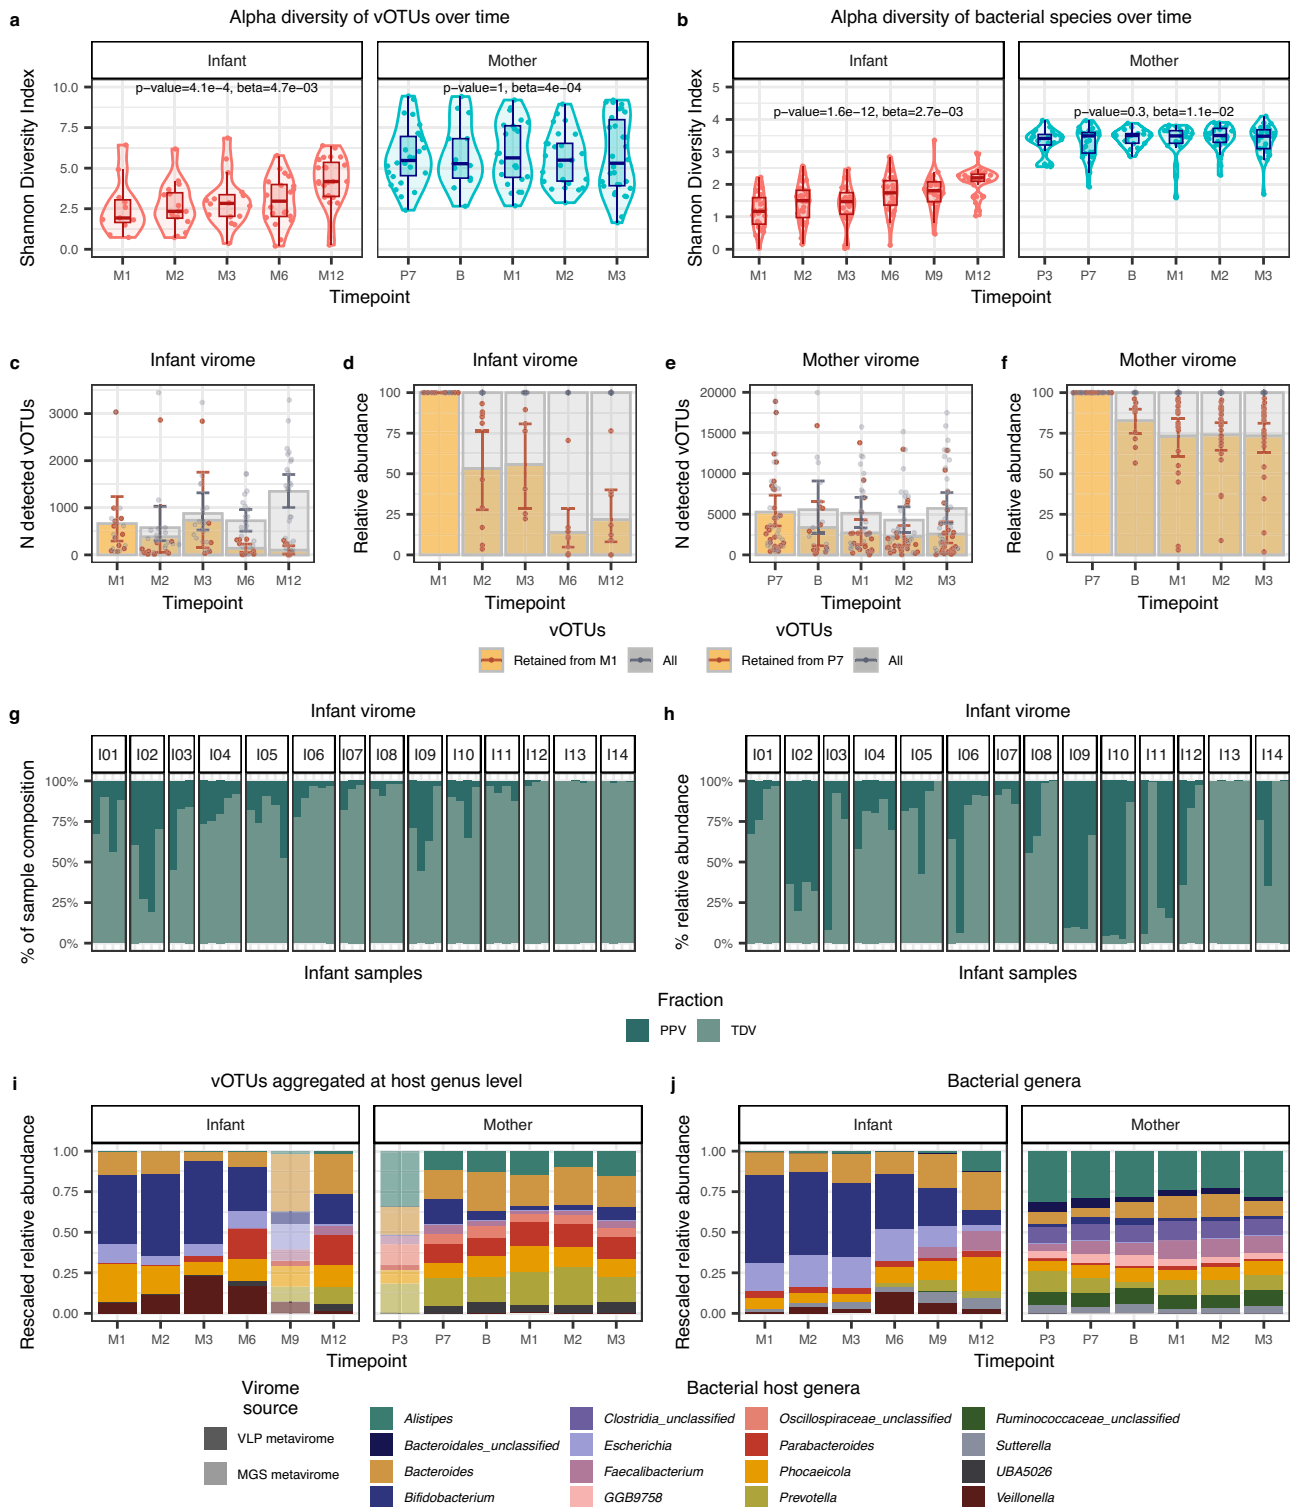 a
Alpha diversity of vOTUs over time
Infant
Mother
p-value=4.1e-4, beta=4.7e-03
p-value=1, beta=4e-04
Shannon Diversity Index
10.0
7.5
5.0
2.5
0.0
M1 M2 M3 M6 M12
P7 B M1 M2 M3
Timepoint
b
Alpha diversity of bacterial species over time
Infant
Mother
p-value=1.6e-12, beta=2.7e-03
p-value=0.3, beta=1.1e-02
Shannon Diversity Index
5
4
3
2
1
0
M1 M2 M3 M6 M9 M12
P3 P7 B M1 M2 M3
Timepoint
c
Infant virome
N detected vOTUs
3000
2000
1000
0
M1 M2 M3 M6 M12
Timepoint
d
Infant virome
Relative abundance
100
75
50
25
0
M1 M2 M3 M6 M12
Timepoint
e
Mother virome
N detected vOTUs
20000
15000
10000
5000
0
P7 B M1 M2 M3
Timepoint
f
Mother virome
Relative abundance
100
75
50
25
0
P7 B M1 M2 M3
Timepoint
vOTUs
Retained from M1 All
vOTUs
Retained from P7 All
g
Infant virome
I01 I02 I03 I04 I05 I06 I07 I08 I09 I10 I11 I12 I13 I14
% of sample composition
100%
75%
50%
25%
0%
Infant samples
h
Infant virome
I01 I02 I03 I04 I05 I06 I07 I08 I09 I10 I11 I12 I13 I14
% relative abundance
100%
75%
50%
25%
0%
Infant samples
Fraction
PPV TDV
i
vOTUs aggregated at host genus level
Infant
Mother
Rescaled relative abundance
1.00
0.75
0.50
0.25
0.00
M1 M2 M3 M6 M9 M12
P3 P7 B M1 M2 M3
Timepoint
j
Bacterial genera
Infant
Mother
Rescaled relative abundance
1.00
0.75
0.50
0.25
0.00
M1 M2 M3 M6 M9 M12
P3 P7 B M1 M2 M3
Timepoint
Virome
source
VLP metavirome
MGS metavirome
Bacterial host genera
Alistipes
Bacteroidales_unclassified
Bacteroides
Bifidobacterium
Clostridia_unclassified
Escherichia
Faecalibacterium
GGB9758
Oscillospiraceae_unclassified
Parabacteroides
Phocaeicola
Prevotella
Ruminococcaceae_unclassified
Sutterella
UBA5026
Veillonella